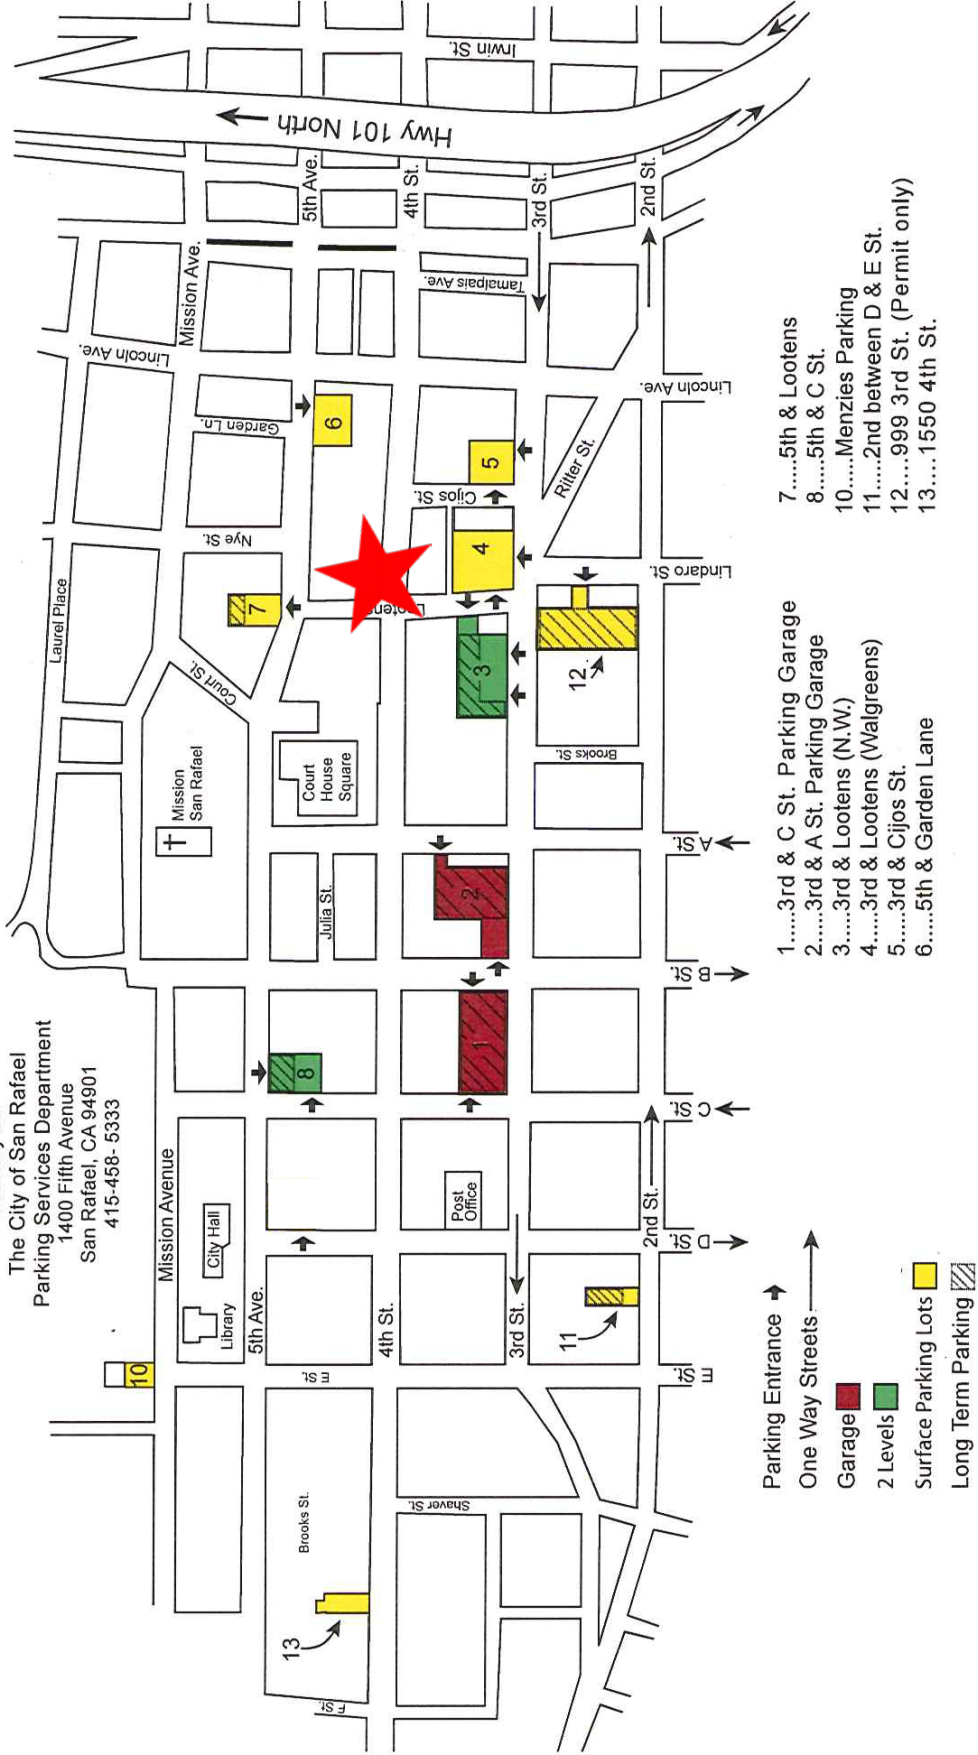 The City of San Rafael
Parking Services Department
1400 Fifth Avenue
San Rafael, CA 94901
415-458- 5333
Mission Avenue
Library
City Hall
10
5th Ave.
4th St.
3rd St.
2nd St.
E St.
E St.
D St.
C St.
B St.
A St.
F St.
Shaver St.
Brooks St.
13
11
Post
Office
8
1
2
Julia St.
Mission
San Rafael
Court
House
Square
Laurel Place
Court St.
Nye St.
Garden Ln.
Lincoln Ave.
Mission Ave.
7
6
5
4
3
12
Cijos St.
Ritter St.
Brooks St.
Lindaro St.
Lincoln Ave.
Tamalpais Ave.
5th Ave.
4th St.
3rd St.
2nd St.
Hwy 101 North
Irwin St.
Parking Entrance
One Way Streets
Garage
2 Levels
Surface Parking Lots
Long Term Parking
1.....3rd & C St. Parking Garage
2.....3rd & A St. Parking Garage
3.....3rd & Lootens (N.W.)
4.....3rd & Lootens (Walgreens)
5.....3rd & Cijos St.
6.....5th & Garden Lane
7.....5th & Lootens
8.....5th & C St.
10....Menzies Parking
11....2nd between D & E St.
12....999 3rd St. (Permit only)
13....1550 4th St.